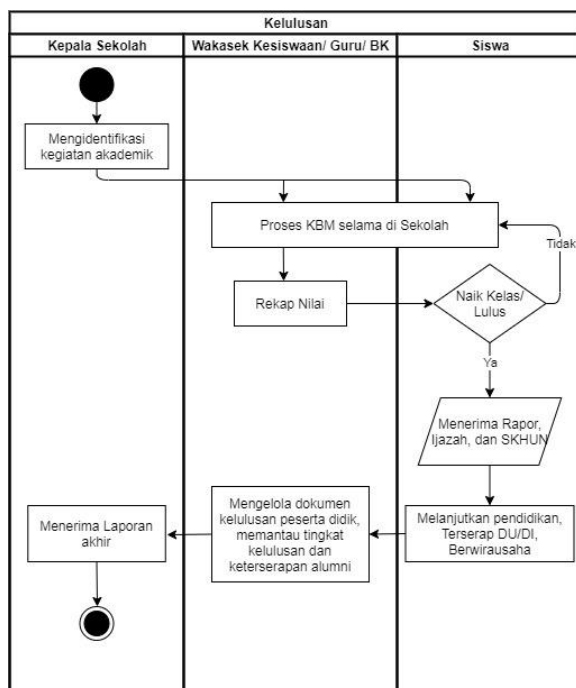 Kelulusan
Kepala Sekolah
Wakasek Kesiswaan/ Guru/ BK
Siswa
Mengidentifikasi
kegiatan akademik
Proses KBM selama di Sekolah
Tidak
Rekap Nilai
Naik Kelas/
Lulus
Ya
Menerima Rapor,
Ijazah, dan SKHUN
Melanjutkan pendidikan,
Terserap DU/DI,
Berwirausaha
Mengelola dokumen
kelulusan peserta didik,
memantau tingkat
kelulusan dan
keterserapan alumni
Menerima Laporan
akhir